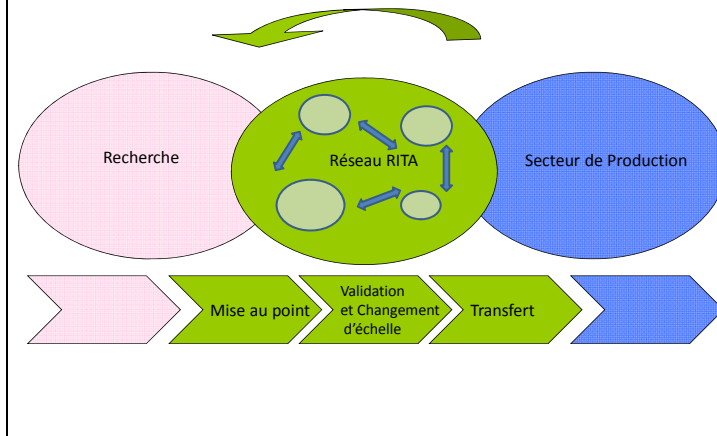 Recherche
Réseau RITA
Secteur de Production
Mise au point
Validation
et Changement
d'échelle
Transfert